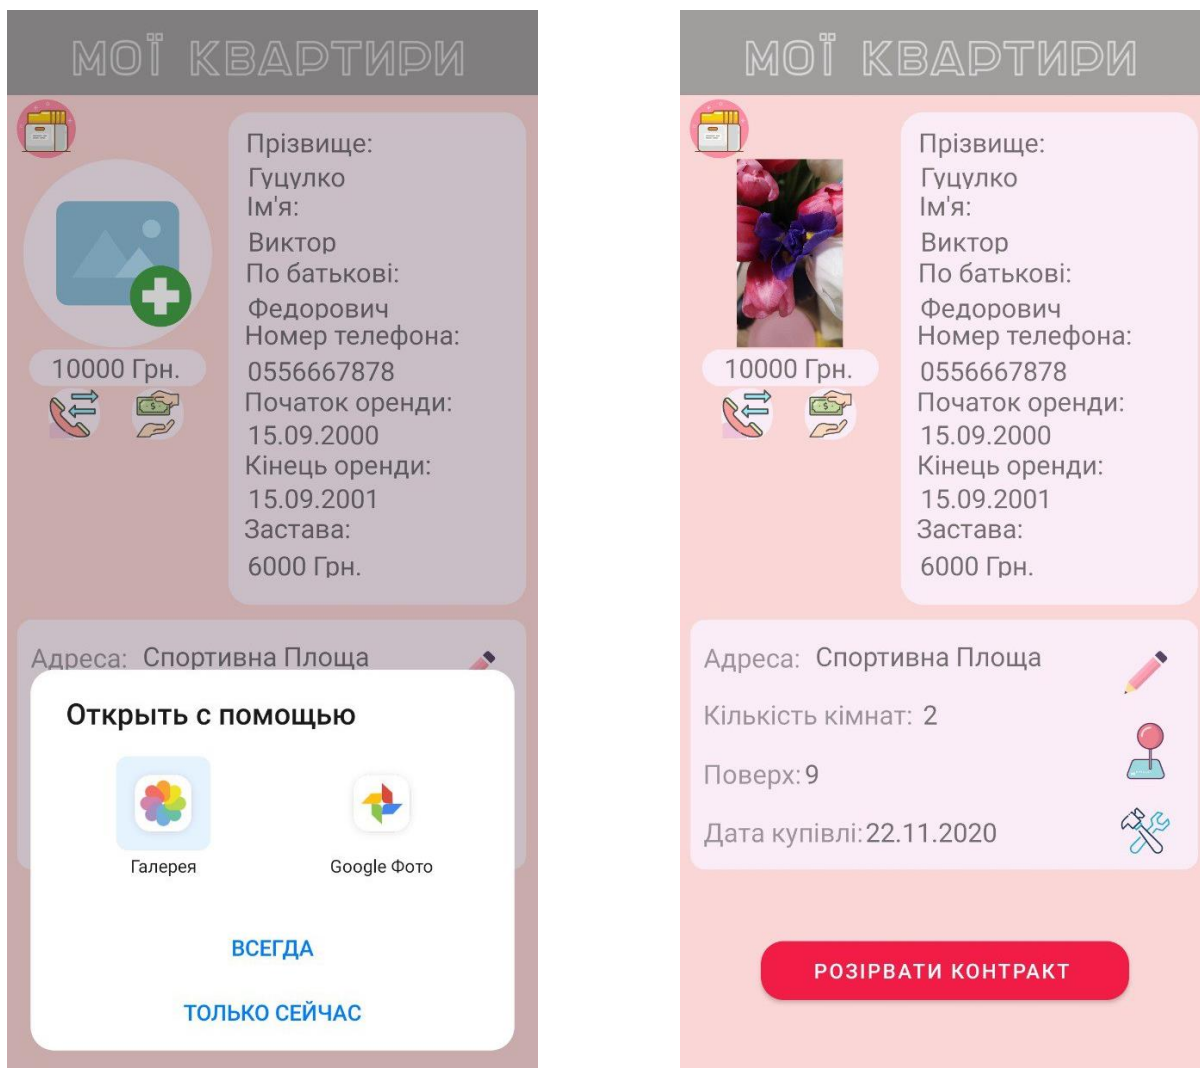 МОЇ КВАРТИРИ
Прізвище:
Гуцулко
Ім'я:
Виктор
По батькові:
Федорович
Номер телефона:
0556667878
Початок оренди:
15.09.2000
Кінець оренди:
15.09.2001
Застава:
6000 Грн.
10000 Грн.
Адреса: Спортивна Площа
Открыть с помощью
Галерея
Google Фото
ВСЕГДА
ТОЛЬКО СЕЙЧАС
МОЇ КВАРТИРИ
Прізвище:
Гуцулко
Ім'я:
Виктор
По батькові:
Федорович
Номер телефона:
0556667878
Початок оренди:
15.09.2000
Кінець оренди:
15.09.2001
Застава:
6000 Грн.
10000 Грн.
Адреса: Спортивна Площа
Кількість кімнат: 2
Поверх: 9
Дата купівлі: 22.11.2020
РОЗІРВАТИ КОНТРАКТ